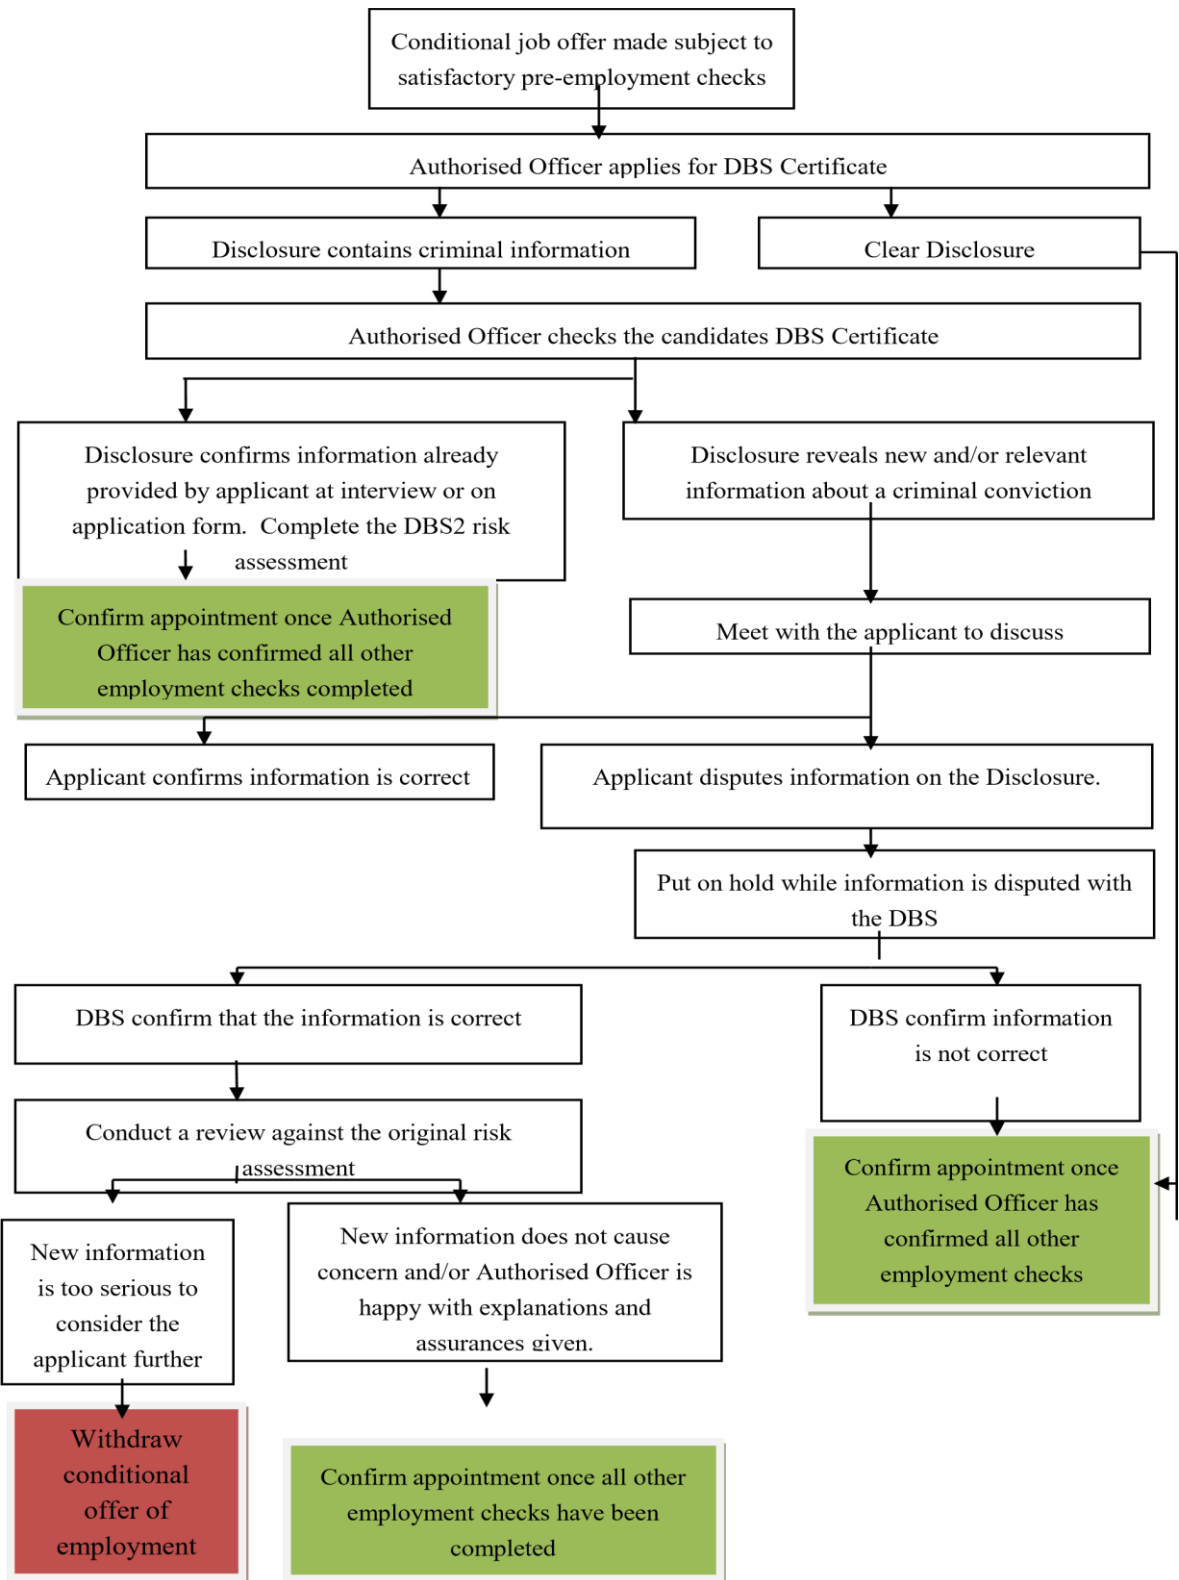 Conditional job offer made subject to
satisfactory pre-employment checks
Authorised Officer applies for DBS Certificate
Disclosure contains criminal information
Clear Disclosure
Authorised Officer checks the candidates DBS Certificate
Disclosure confirms information already
provided by applicant at interview or on
application form.  Complete the DBS2 risk
assessment
Disclosure reveals new and/or relevant
information about a criminal conviction
Confirm appointment once Authorised
Officer has confirmed all other
employment checks completed
Meet with the applicant to discuss
Applicant confirms information is correct
Applicant disputes information on the Disclosure.
Put on hold while information is disputed with
the DBS
DBS confirm that the information is correct
DBS confirm information
is not correct
Conduct a review against the original risk
assessment
Confirm appointment once
Authorised Officer has
confirmed all other
employment checks
New information
is too serious to
consider the
applicant further
New information does not cause
concern and/or Authorised Officer is
happy with explanations and
assurances given.
Withdraw
conditional
offer of
employment
Confirm appointment once all other
employment checks have been
completed